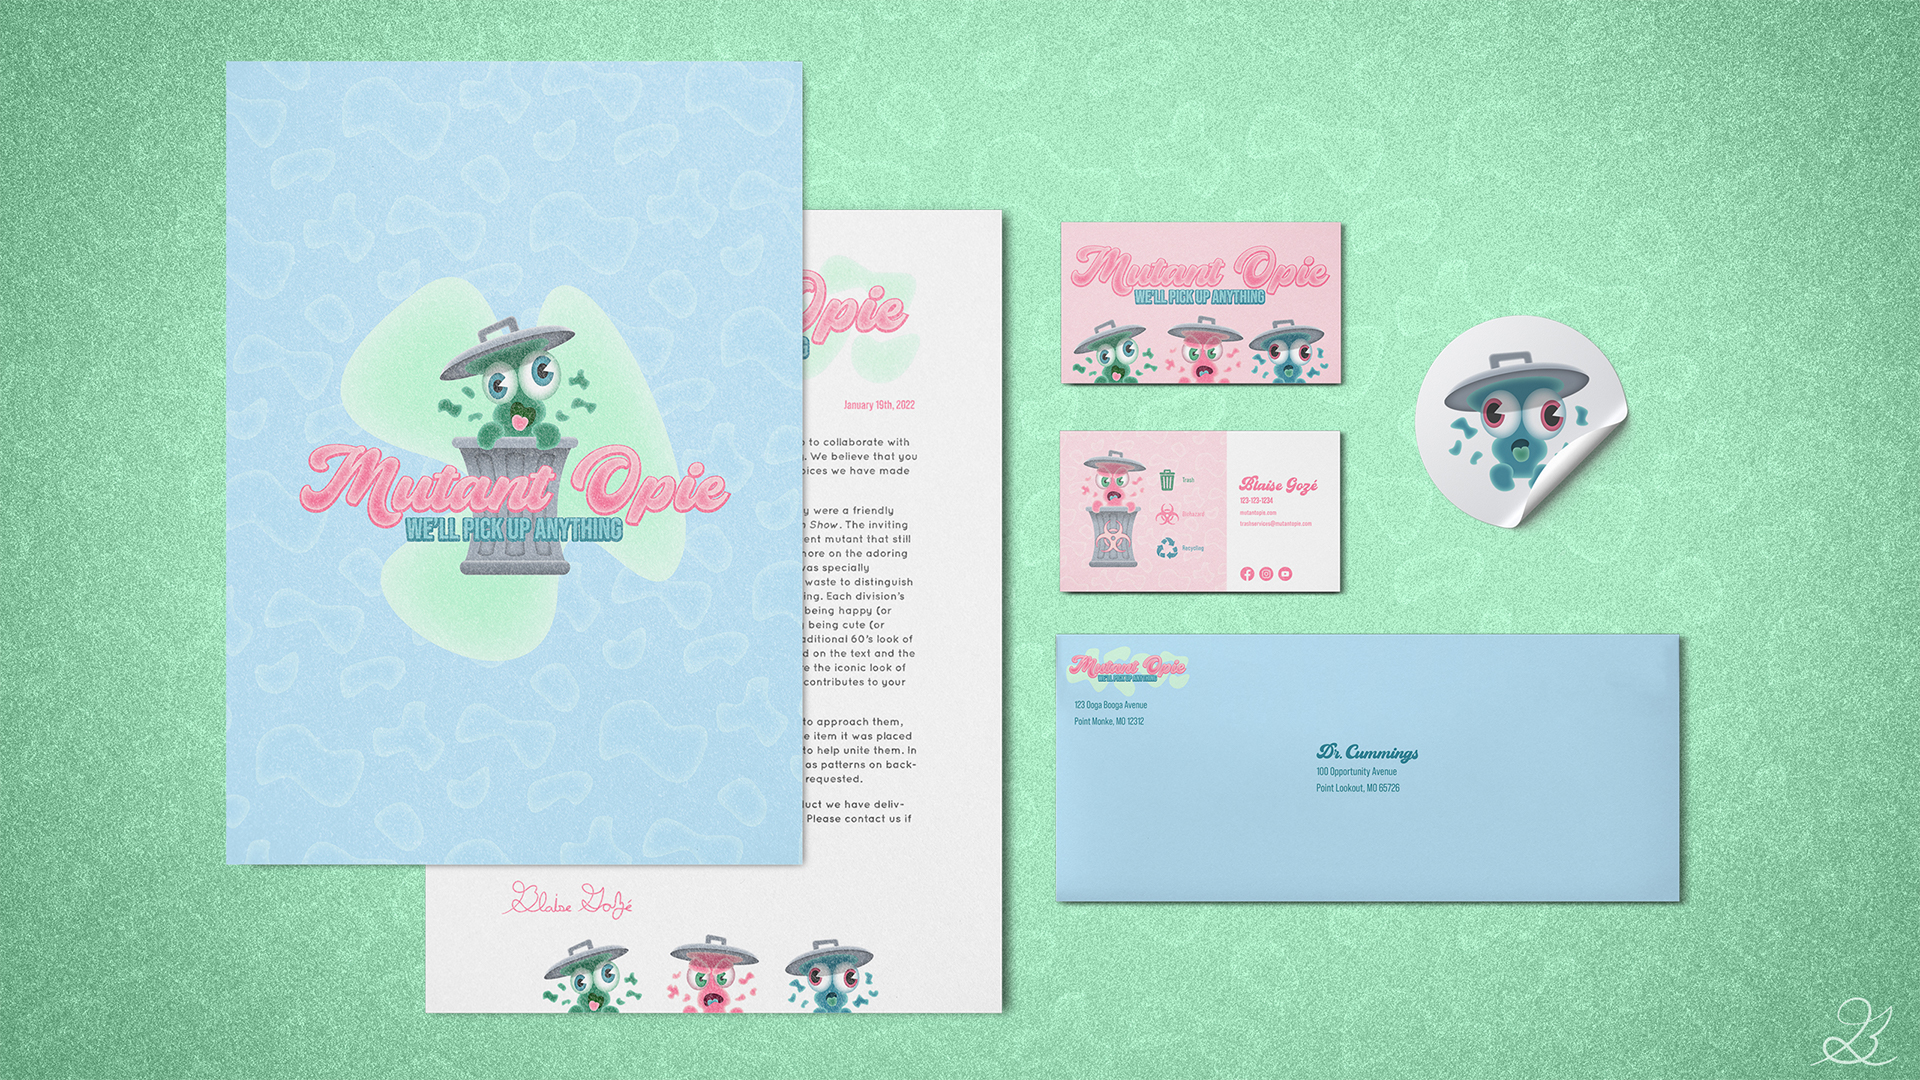 Mutant Opie
WE'LL PICK UP ANYTHING
Opie
January 19th, 2022
to collaborate with
. We believe that you
ices we have made
y were a friendly
Show. The inviting
ent mutant that still
more on the adoring
was specially
waste to distinguish
ing. Each division's
being happy (or
being cute (or
aditional 60's look of
d on the text and the
e the iconic look of
contributes to your
to approach them,
e item it was placed
to help unite them. In
as patterns on back-
requested.
uct we have deliv-
Please contact us if
Blaise Gozé
Mutant Opie
WE'LL PICK UP ANYTHING
Trash
Biohazard
Recycling
Blaise Gozé
123-123-1234
mutantopie.com
trashservices@mutantopie.com
Mutant Opie
WE'LL PICK UP ANYTHING
123 Ooga Booga Avenue
Point Monke, MO 12312
Dr. Cummings
100 Opportunity Avenue
Point Lookout, MO 65726